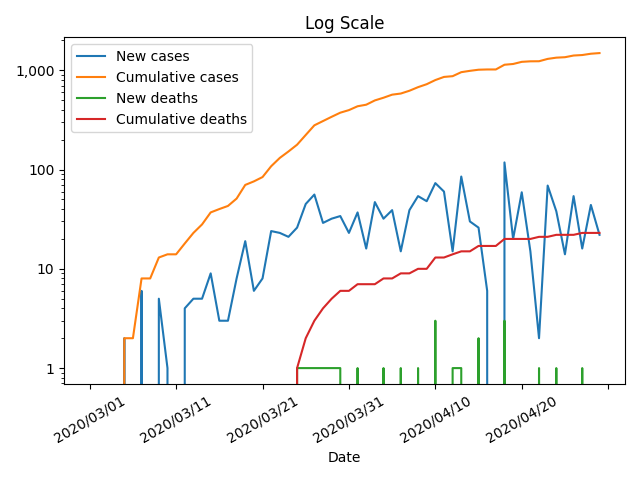 Log Scale
New cases
Cumulative cases
New deaths
Cumulative deaths
1,000
100
10
1
2020/03/01
2020/03/11
2020/03/21
2020/03/31
2020/04/10
2020/04/20
Date